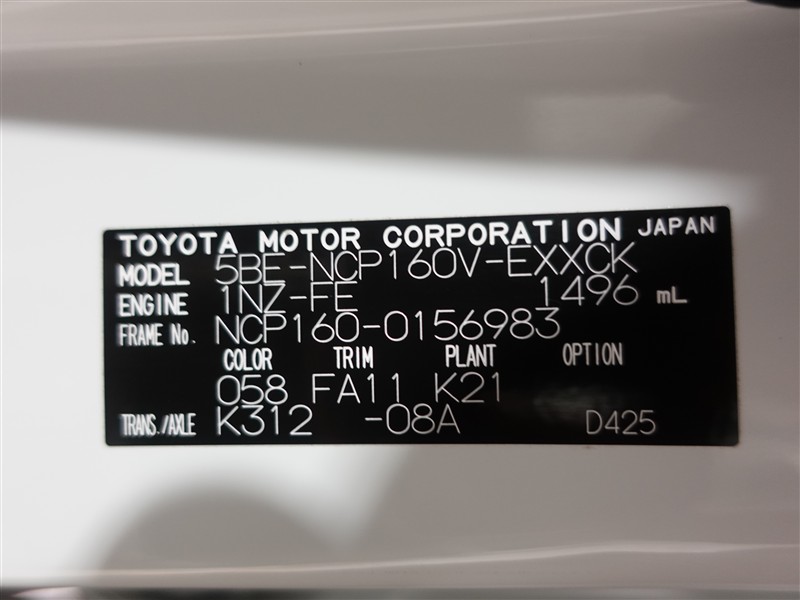 TOYOTA MOTOR CORPORATION JAPAN
MODEL 5BE-NCP160V-EXXCK
ENGINE 1NZ-FE 1496 mL
FRAME No. NCP160-0156983
COLOR TRIM PLANT OPTION
058 FA11 K21
TRANS./AXLE K312 -08A D425